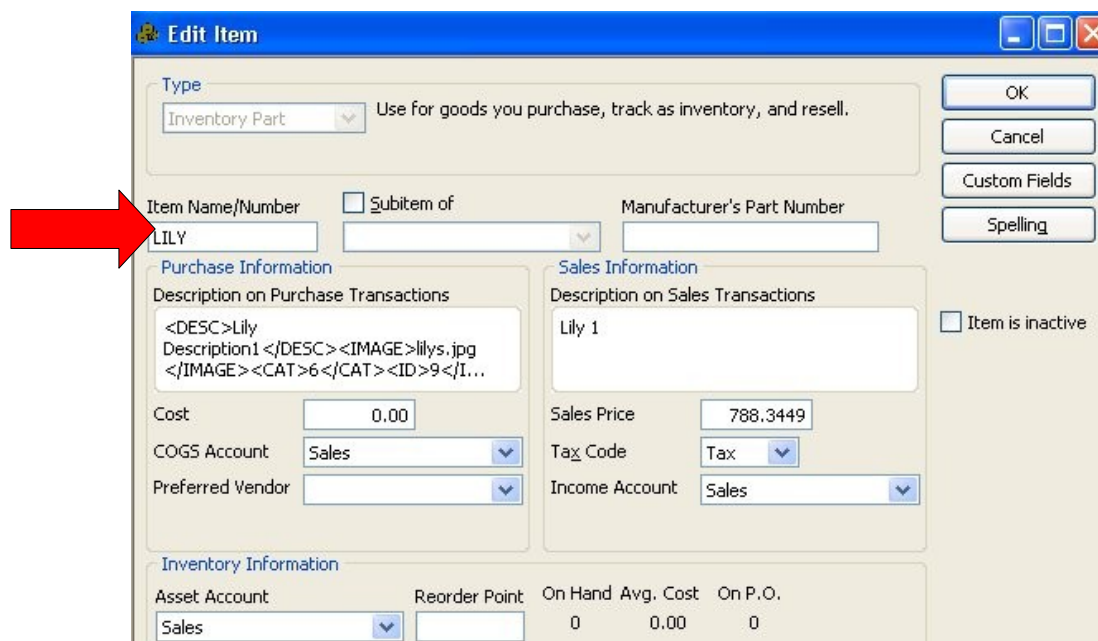 Edit Item
Type
OK
Inventory Part
Use for goods you purchase, track as inventory, and resell.
Cancel
Custom Fields
Item Name/Number
Subitem of
Manufacturer's Part Number
Spelling
LILY
Purchase Information
Sales Information
Description on Purchase Transactions
Description on Sales Transactions
<DESC>Lily
Description1</DESC><IMAGE>lilys.jpg
</IMAGE><CAT>6</CAT><ID>9</I...
Lily 1
Item is inactive
Cost
0.00
Sales Price
788.3449
COGS Account
Sales
Tax Code
Tax
Preferred Vendor
Income Account
Sales
Inventory Information
Asset Account
Reorder Point
On Hand
Avg. Cost
On P.O.
Sales
0
0.00
0